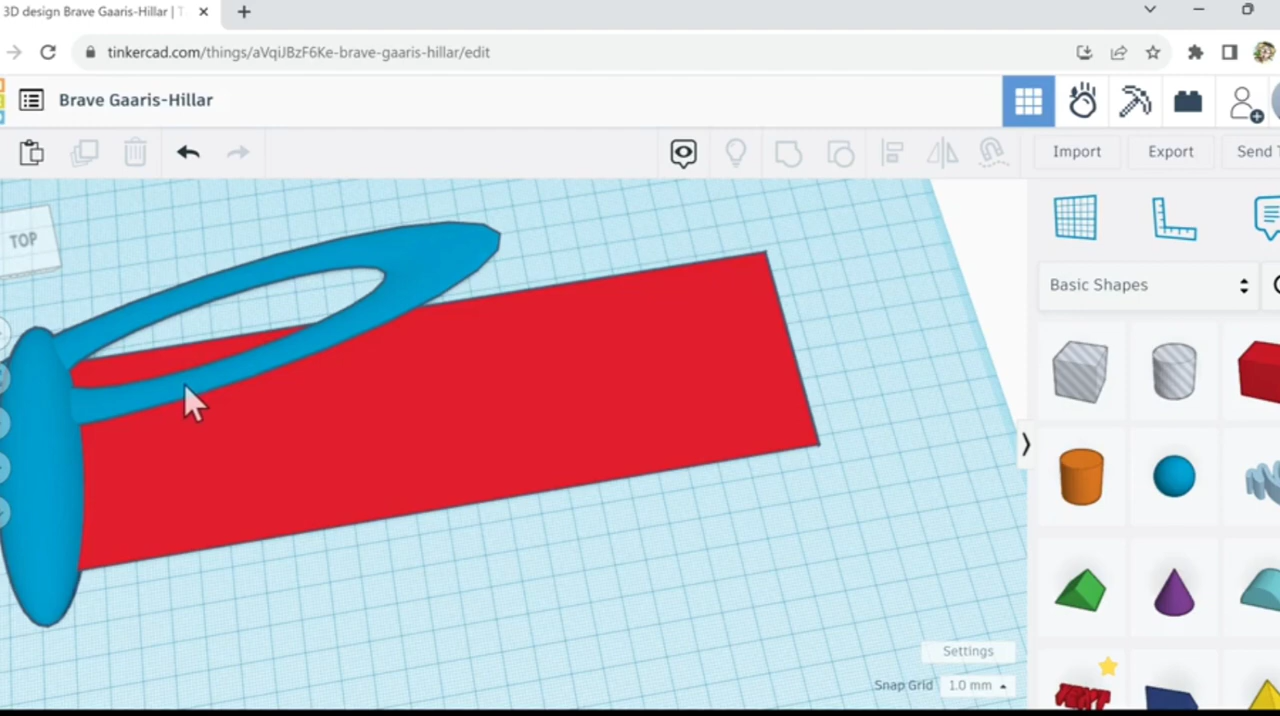 3D design Brave Gaaris-Hillar | T
tinkercad.com/things/aVqiJBzF6Ke-brave-gaaris-hillar/edit
Brave Gaaris-Hillar
Import
Export
Send T
TOP
Basic Shapes
TEXT
Settings
Snap Grid
1.0 mm